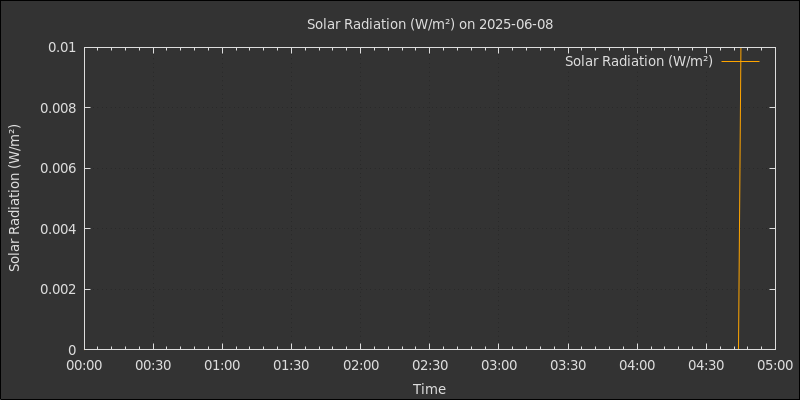 Solar Radiation (W/m²) on 2025-06-08
Solar Radiation (W/m²)
0.01
0.008
0.006
0.004
0.002
0
Solar Radiation (W/m²)
00:00 00:30 01:00 01:30 02:00 02:30 03:00 03:30 04:00 04:30 05:00
Time